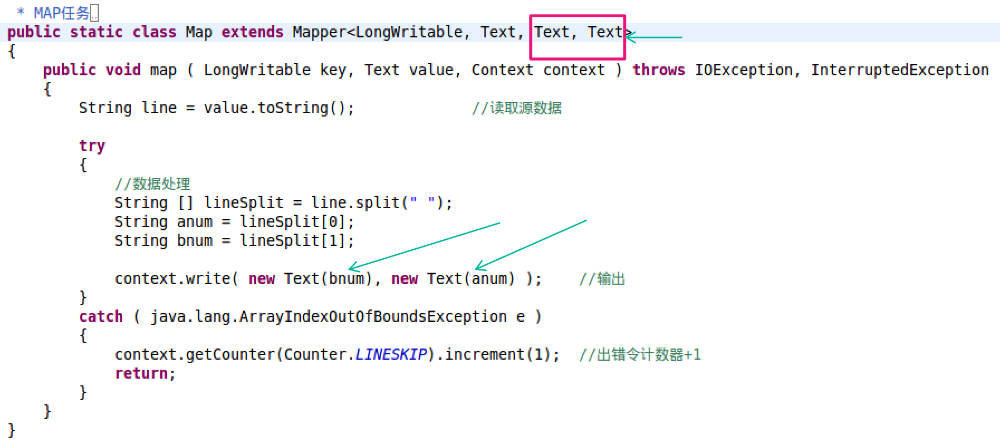 * MAP任务..
public static class Map extends Mapper<LongWritable, Text, Text, Text>
{
public void map ( LongWritable key, Text value, Context context ) throws IOException, InterruptedException
{
String line = value.toString(); //读取源数据
try
{
//数据处理
String [] lineSplit = line.split(" ");
String anum = lineSplit[0];
String bnum = lineSplit[1];
context.write( new Text(bnum), new Text(anum) ); //输出
}
catch ( java.lang.ArrayIndexOutOfBoundsException e )
{
context.getCounter(Counter.LINESKIP).increment(1); //出错令计数器+1
return;
}
}
}